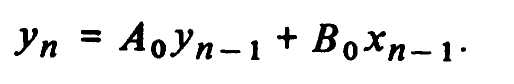 yₙ = A₀yₙ₋₁ + B₀xₙ₋₁.